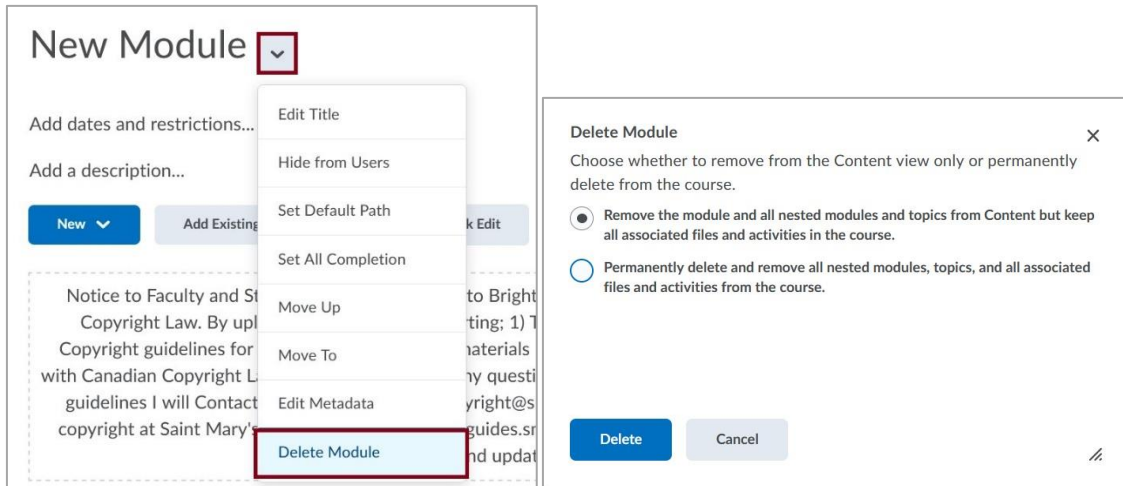 New Module
Add dates and restrictions...
Add a description...
New
Add Existing
k Edit
Edit Title
Hide from Users
Set Default Path
Set All Completion
Move Up
Move To
Edit Metadata
Delete Module
Notice to Faculty and St
to Bright
Copyright Law. By upl
ting; 1) T
Copyright guidelines for
naterials
with Canadian Copyright L
ny questi
guidelines I will Contact
yright@s
copyright at Saint Mary's
guides.sr
nd updat
Delete Module
Choose whether to remove from the Content view only or permanently
delete from the course.
Remove the module and all nested modules and topics from Content but keep
all associated files and activities in the course.
Permanently delete and remove all nested modules, topics, and all associated
files and activities from the course.
Delete
Cancel